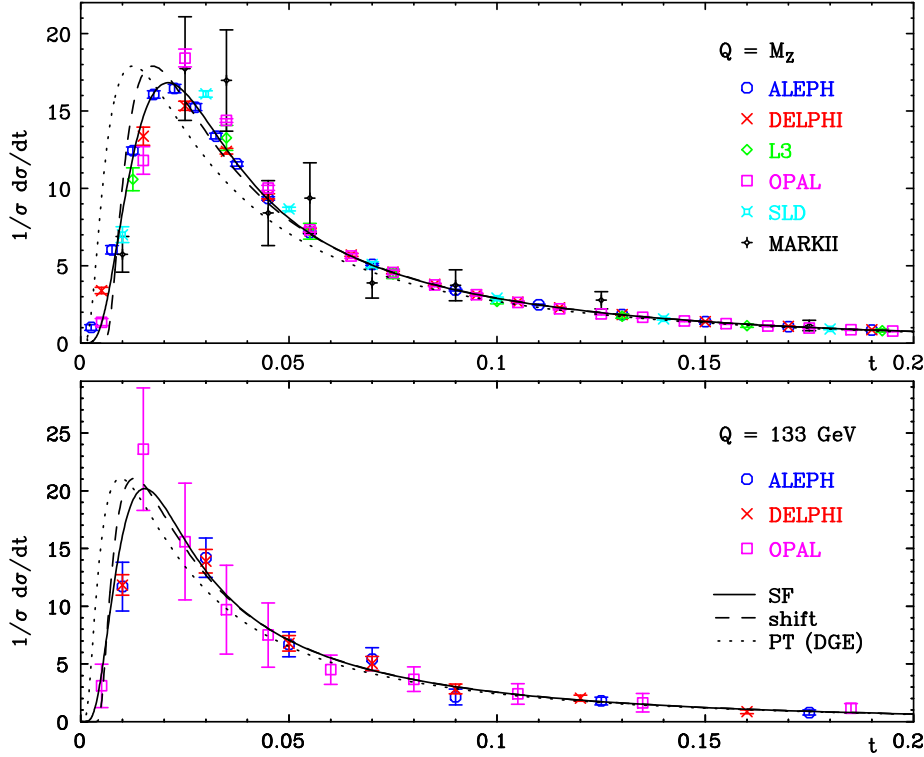 20
15
10
5
0
1/σ dσ/dt
Q = M_Z
ALEPH
DELPHI
L3
OPAL
SLD
MARKII
0 0.05 0.1 0.15 t 0.2
25
20
15
10
5
0
1/σ dσ/dt
Q = 133 GeV
ALEPH
DELPHI
OPAL
SF
shift
PT (DGE)
0 0.05 0.1 0.15 t 0.2